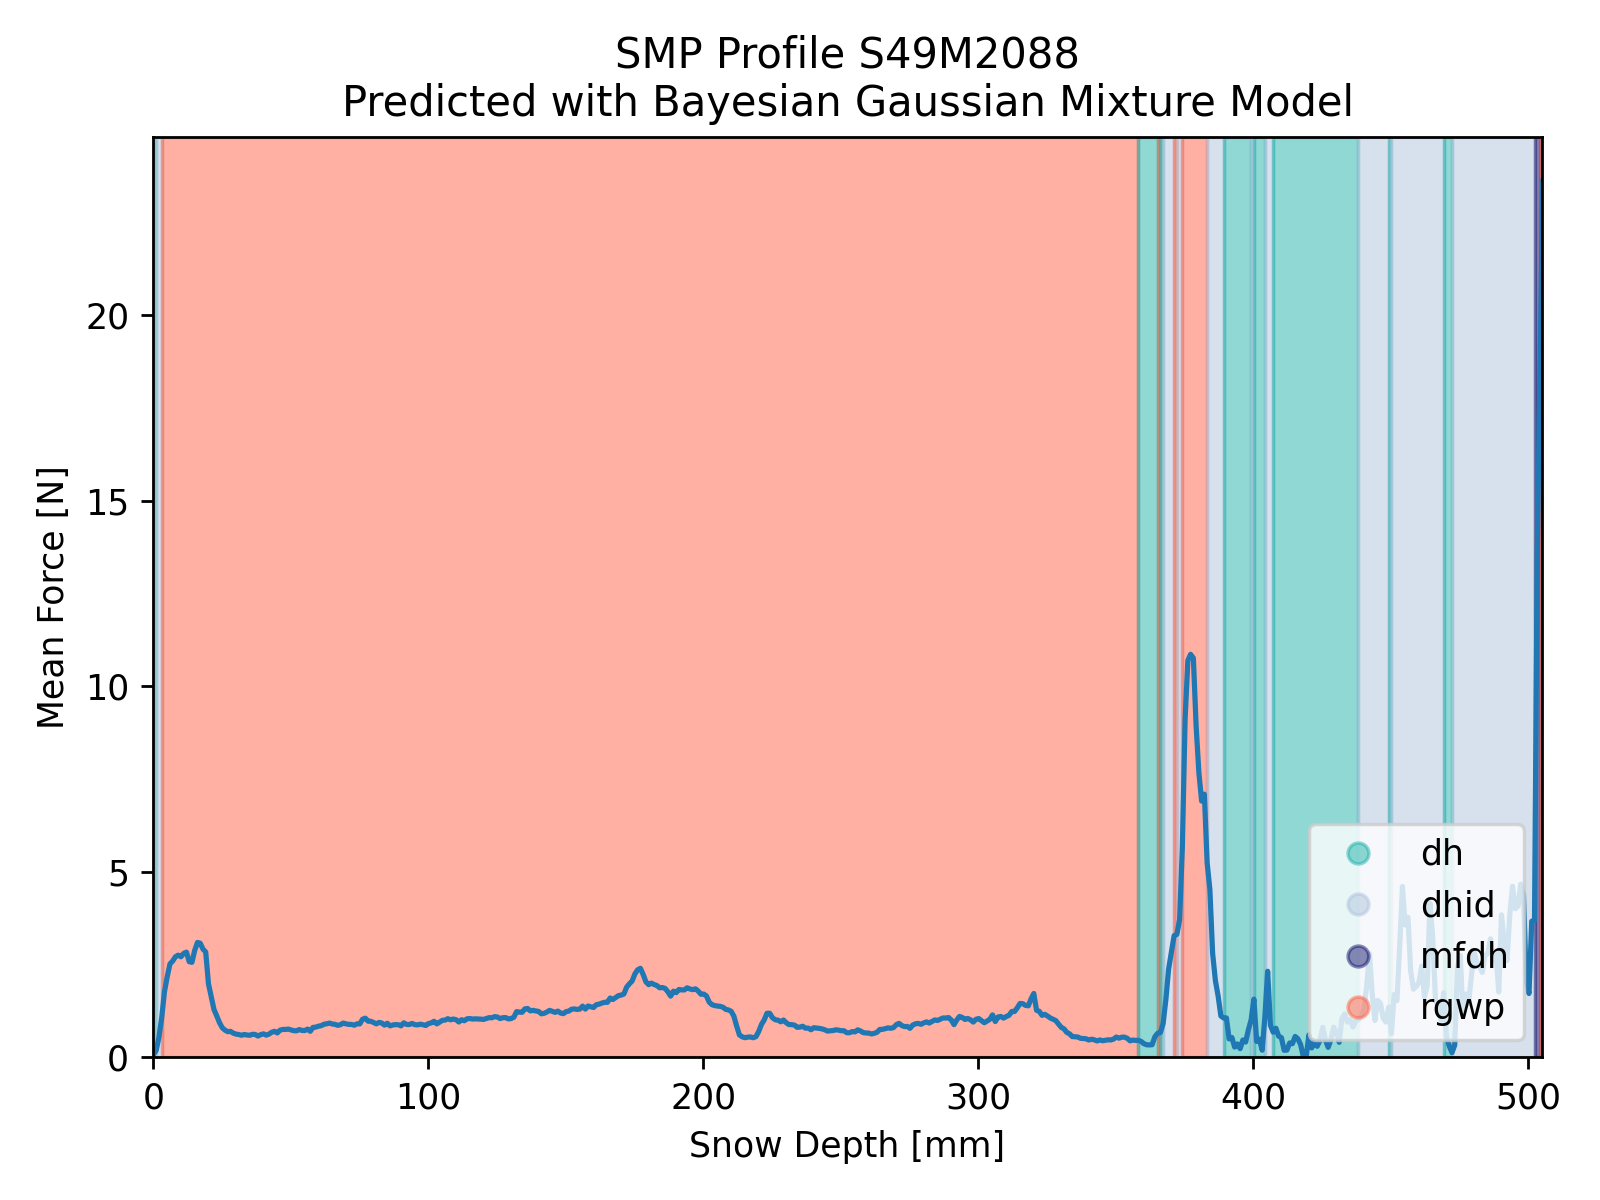 SMP Profile S49M2088
Predicted with Bayesian Gaussian Mixture Model
Mean Force [N]
20
15
10
5
0
dh
dhid
mfdh
rgwp
0 100 200 300 400 500
Snow Depth [mm]